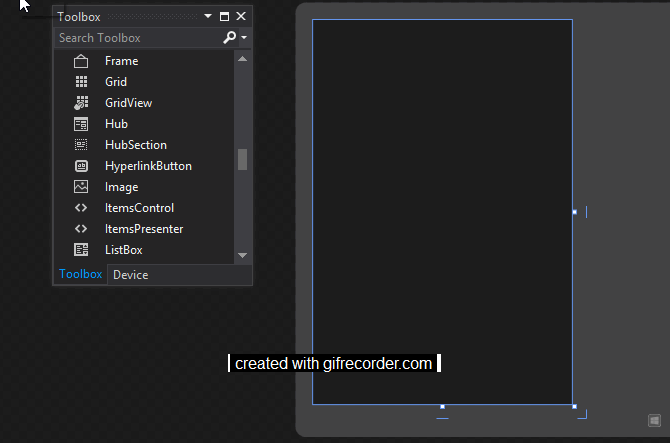 Toolbox
Search Toolbox
Frame
Grid
GridView
Hub
HubSection
HyperlinkButton
Image
ItemsControl
ItemsPresenter
ListBox
Toolbox Device
created with gifrecorder.com